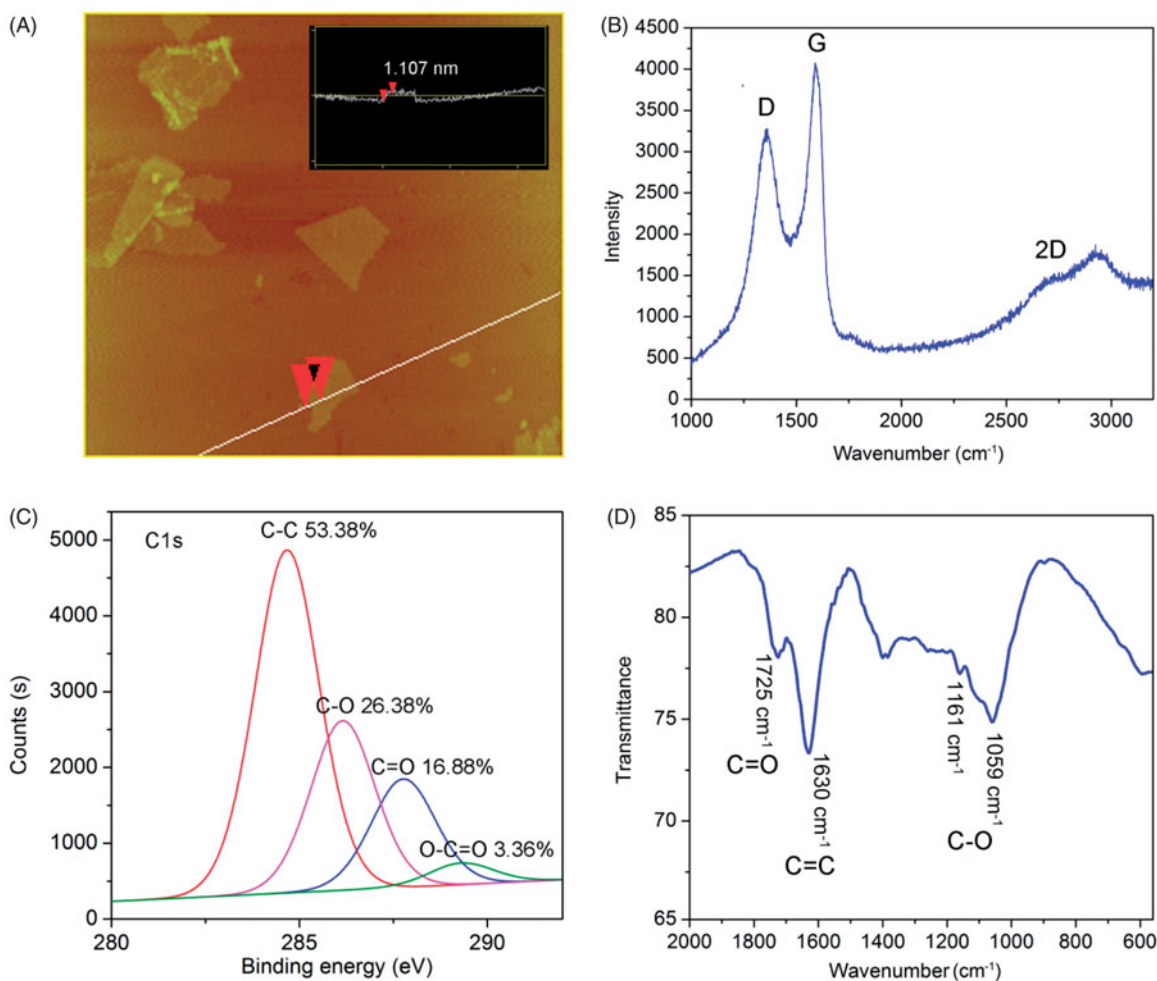 (A)
1.107 nm
(B)
D
G
2D
4500
4000
3500
3000
2500
2000
1500
1000
500
0
Intensity
1000
1500
2000
2500
3000
Wavenumber (cm⁻¹)
(C)
C1s
C-C 53.38%
C-O 26.38%
C=O 16.88%
O-C=O 3.36%
5000
4000
3000
2000
1000
0
Counts (s)
280
285
290
Binding energy (eV)
(D)
85
80
75
70
65
Transmittance
1725 cm⁻¹
C=O
1630 cm⁻¹
C=C
1161 cm⁻¹
1059 cm⁻¹
C-O
2000
1800
1600
1400
1200
1000
800
600
Wavenumber (cm⁻¹)